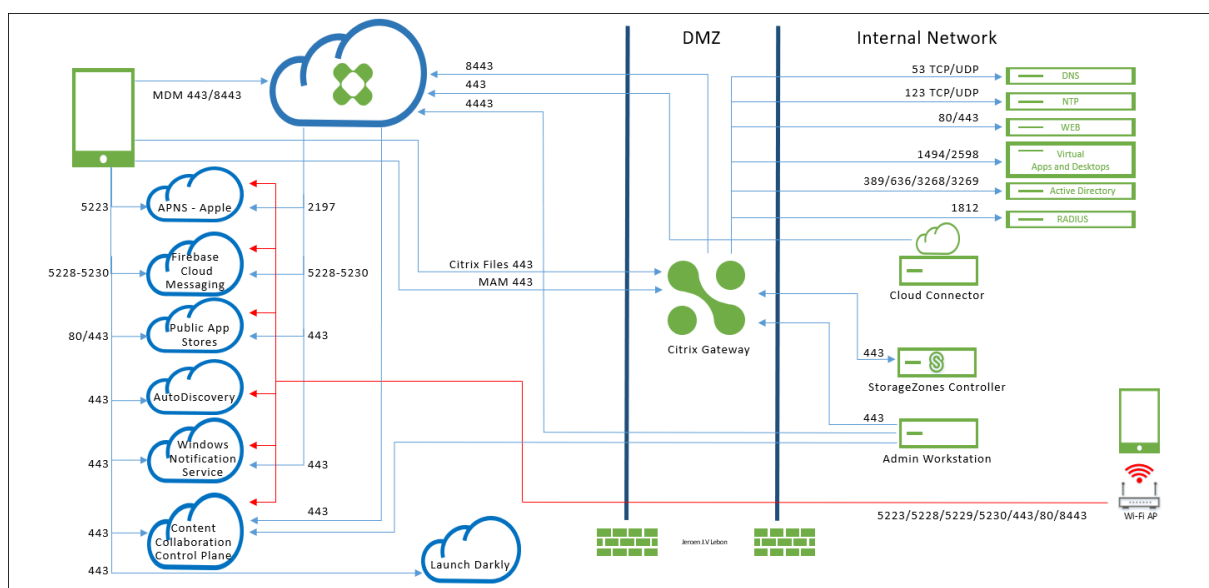 DMZ
Internal Network
MDM 443/8443
8443
443
4443
53 TCP/UDP
DNS
123 TCP/UDP
NTP
80/443
WEB
1494/2598
Virtual
Apps and Desktops
389/636/3268/3269
Active Directory
1812
RADIUS
5223
APNS - Apple
2197
5228-5230
Firebase
Cloud
Messaging
5228-5230
Citrix Files 443
MAM 443
Cloud Connector
80/443
Public App
Stores
443
Citrix Gateway
443
StorageZones Controller
443
AutoDiscovery
443
Admin Workstation
443
Windows
Notification
Service
443
443
443
Content
Collaboration
Control Plane
5223/5228/5229/5230/443/80/8443
Wi-Fi AP
Jeroen J.V Lebon
443
Launch Darkly